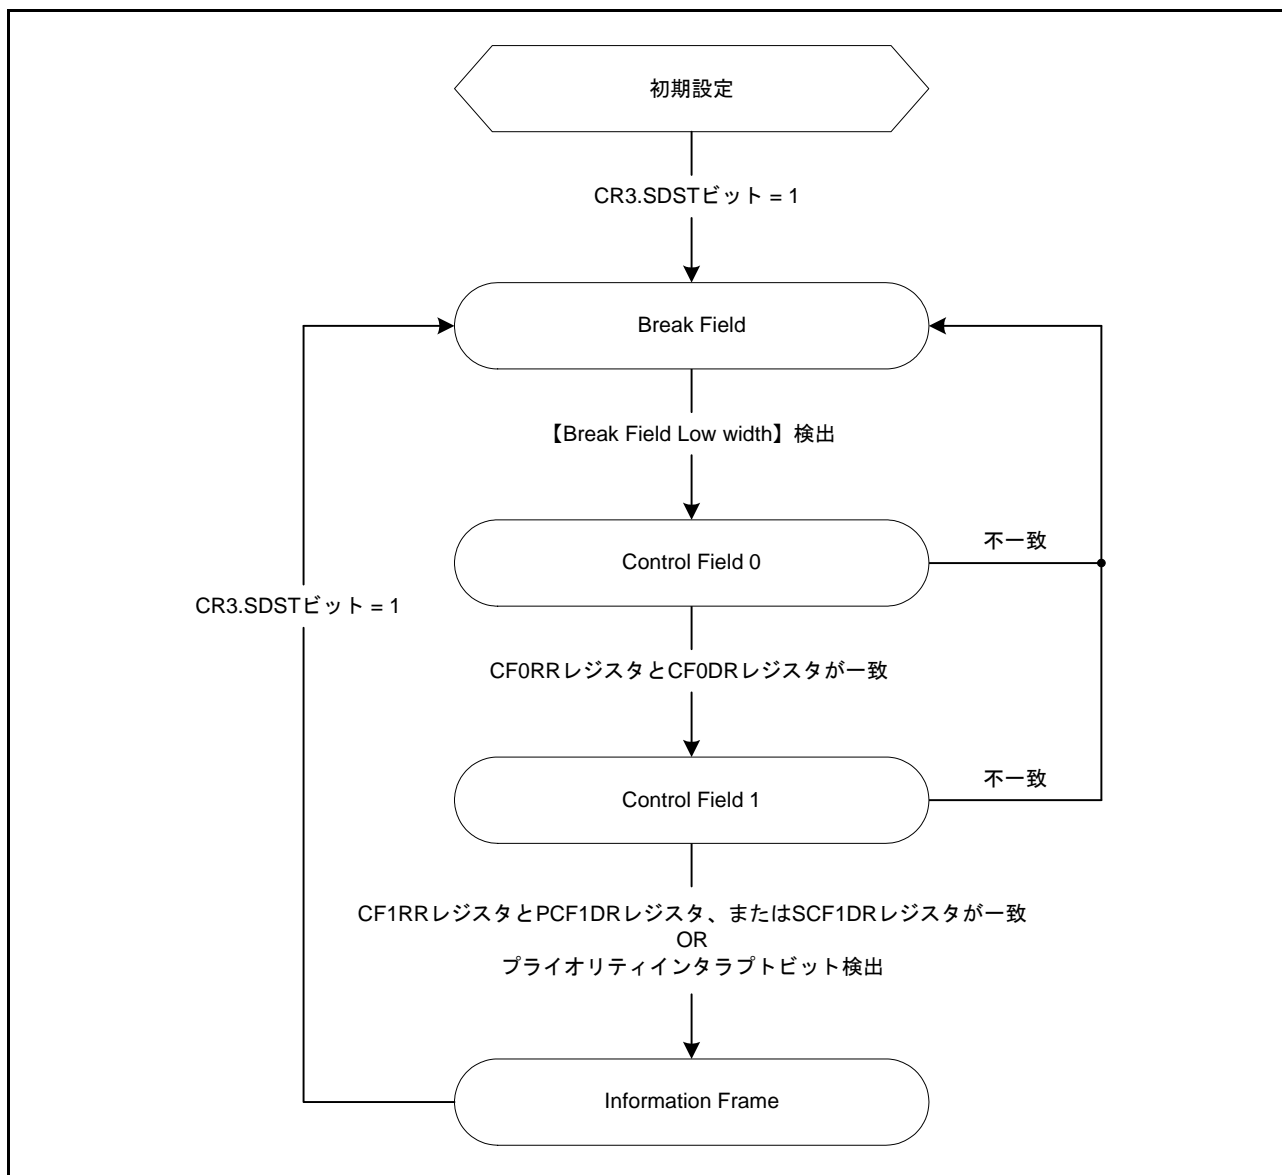 初期設定
CR3.SDSTビット = 1
Break Field
【Break Field Low width】検出
Control Field 0
不一致
CR3.SDSTビット = 1
CF0RRレジスタとCF0DRレジスタが一致
Control Field 1
不一致
CF1RRレジスタとPCF1DRレジスタ、またはSCF1DRレジスタが一致
OR
プライオリティインタラプトビット検出
Information Frame